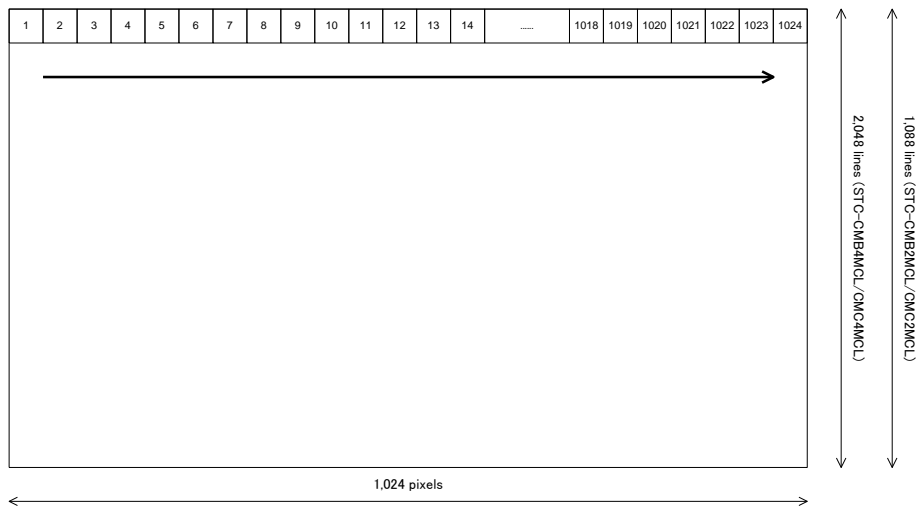 1 2 3 4 5 6 7 8 9 10 11 12 13 14 ...... 1018 1019 1020 1021 1022 1023 1024
2,048 lines (STC-CMB4MCL/CMC4MCL)
1,088 lines (STC-CMB2MCL/CMC2MCL)
1,024 pixels